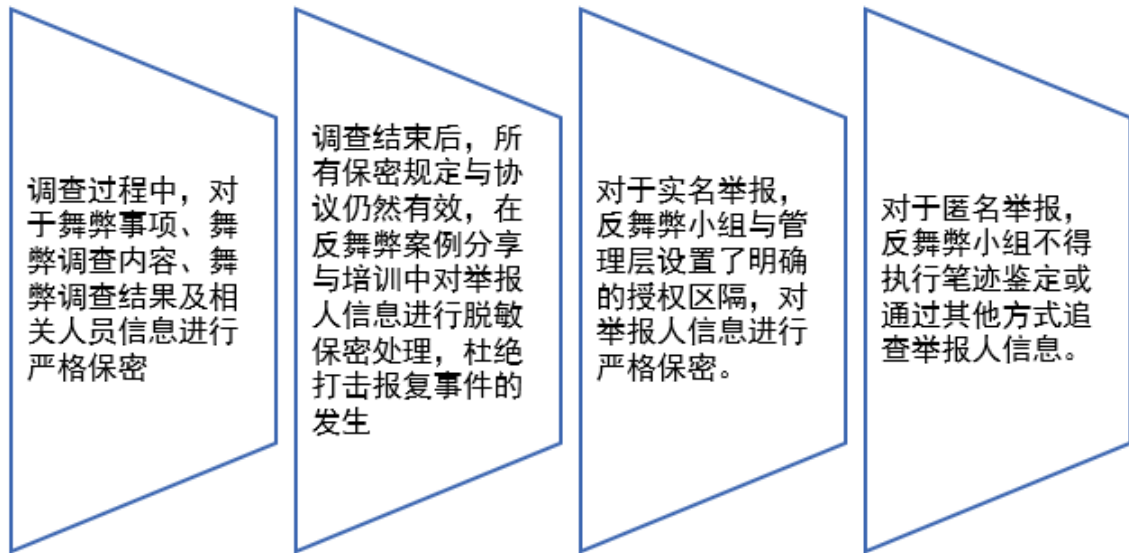 调查过程中，对
于舞弊事项、舞
弊调查内容、舞
弊调查结果及相
关人员信息进行
严格保密
调查结束后，所
有保密规定与协
议仍然有效，在
反舞弊案例分享
与培训中对举报
人信息进行脱敏
保密处理，杜绝
打击报复事件的
发生
对于实名举报，
反舞弊小组与管
理层设置了明确
的授权区隔，对
举报人信息进行
严格保密。
对于匿名举报，
反舞弊小组不得
执行笔迹鉴定或
通过其他方式追
查举报人信息。